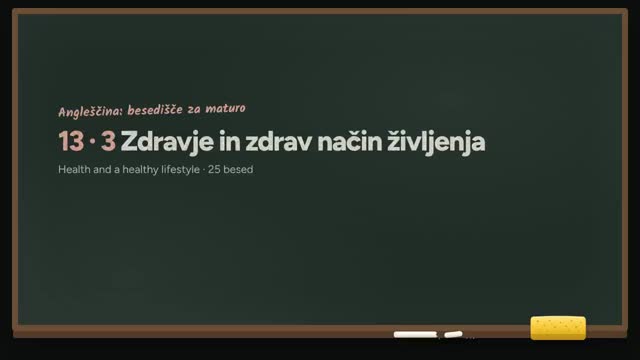 Angleščina: besedišče za maturo
13 · 3 Zdravje in zdrav način življenja
Health and a healthy lifestyle · 25 besed